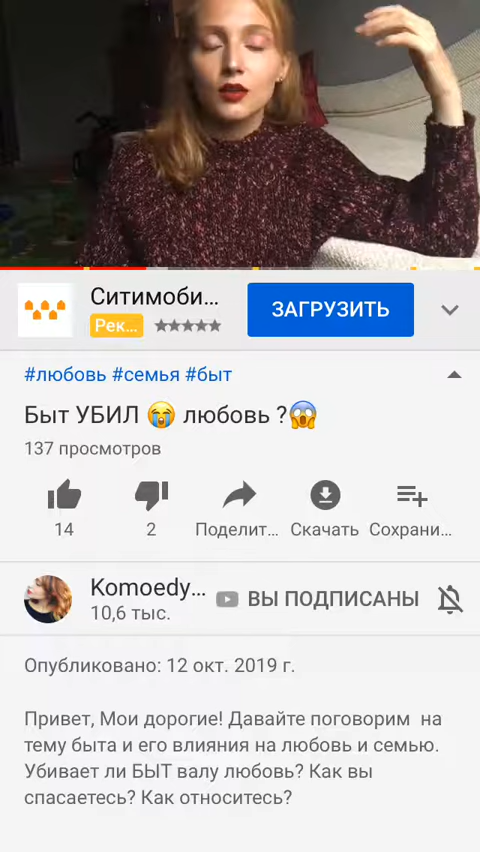 Ситимоби...
Рек...
ЗАГРУЗИТЬ
#любовь #семья #быт
Быт УБИЛ 😭 любовь ?😱
137 просмотров
14
2
Поделит...
Скачать
Сохрани...
Komoedy...
ВЫ ПОДПИСАНЫ
10,6 тыс.
Опубликовано: 12 окт. 2019 г.
Привет, Мои дорогие! Давайте поговорим на
тему быта и его влияния на любовь и семью.
Убивает ли БЫТ валу любовь? Как вы
спасаетесь? Как относитесь?